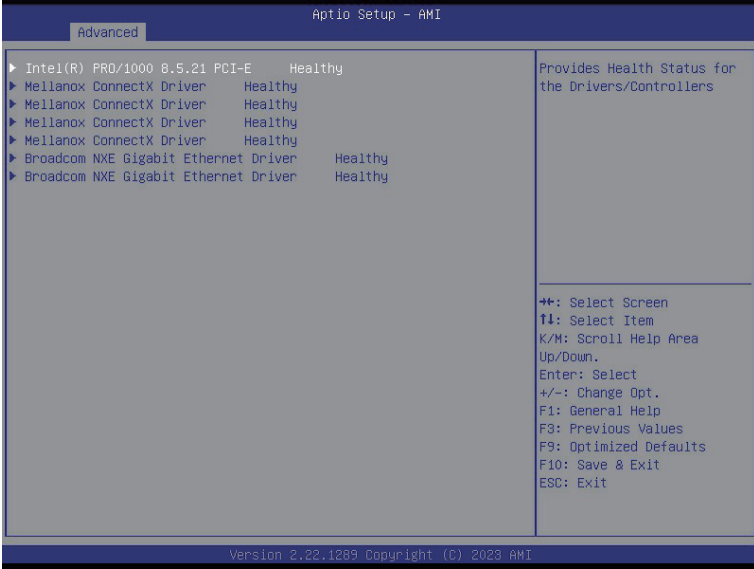 Aptio Setup – AMI
Advanced
▶ Intel(R) PRO/1000 8.5.21 PCI-E Healthy
▶ Mellanox ConnectX Driver Healthy
▶ Mellanox ConnectX Driver Healthy
▶ Mellanox ConnectX Driver Healthy
▶ Mellanox ConnectX Driver Healthy
▶ Broadcom NXE Gigabit Ethernet Driver Healthy
▶ Broadcom NXE Gigabit Ethernet Driver Healthy
Provides Health Status for
the Drivers/Controllers
→←: Select Screen
↑↓: Select Item
K/M: Scroll Help Area
Up/Down.
Enter: Select
+/-: Change Opt.
F1: General Help
F3: Previous Values
F9: Optimized Defaults
F10: Save & Exit
ESC: Exit
Version 2.22.1289 Copyright (C) 2023 AMI